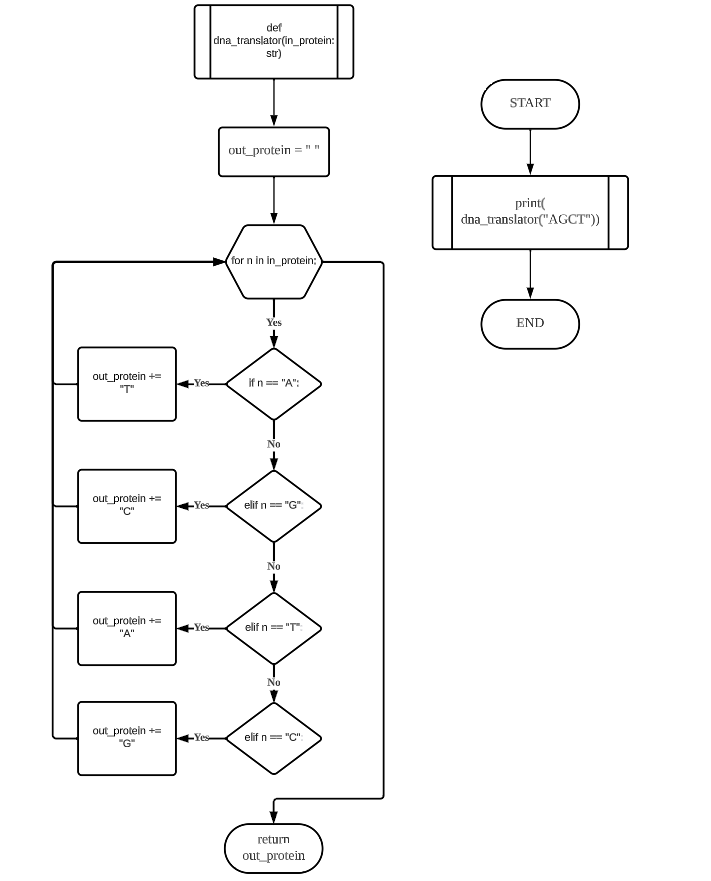 def
dna_translator(in_protein:
str)
out_protein = " "
for n in in_protein:
Yes
if n == "A":
Yes
out_protein +=
"T"
No
elif n == "G":
Yes
out_protein +=
"C"
No
elif n == "T":
Yes
out_protein +=
"A"
No
elif n == "C":
Yes
out_protein +=
"G"
return
out_protein
START
print(
dna_translator("AGCT"))
END